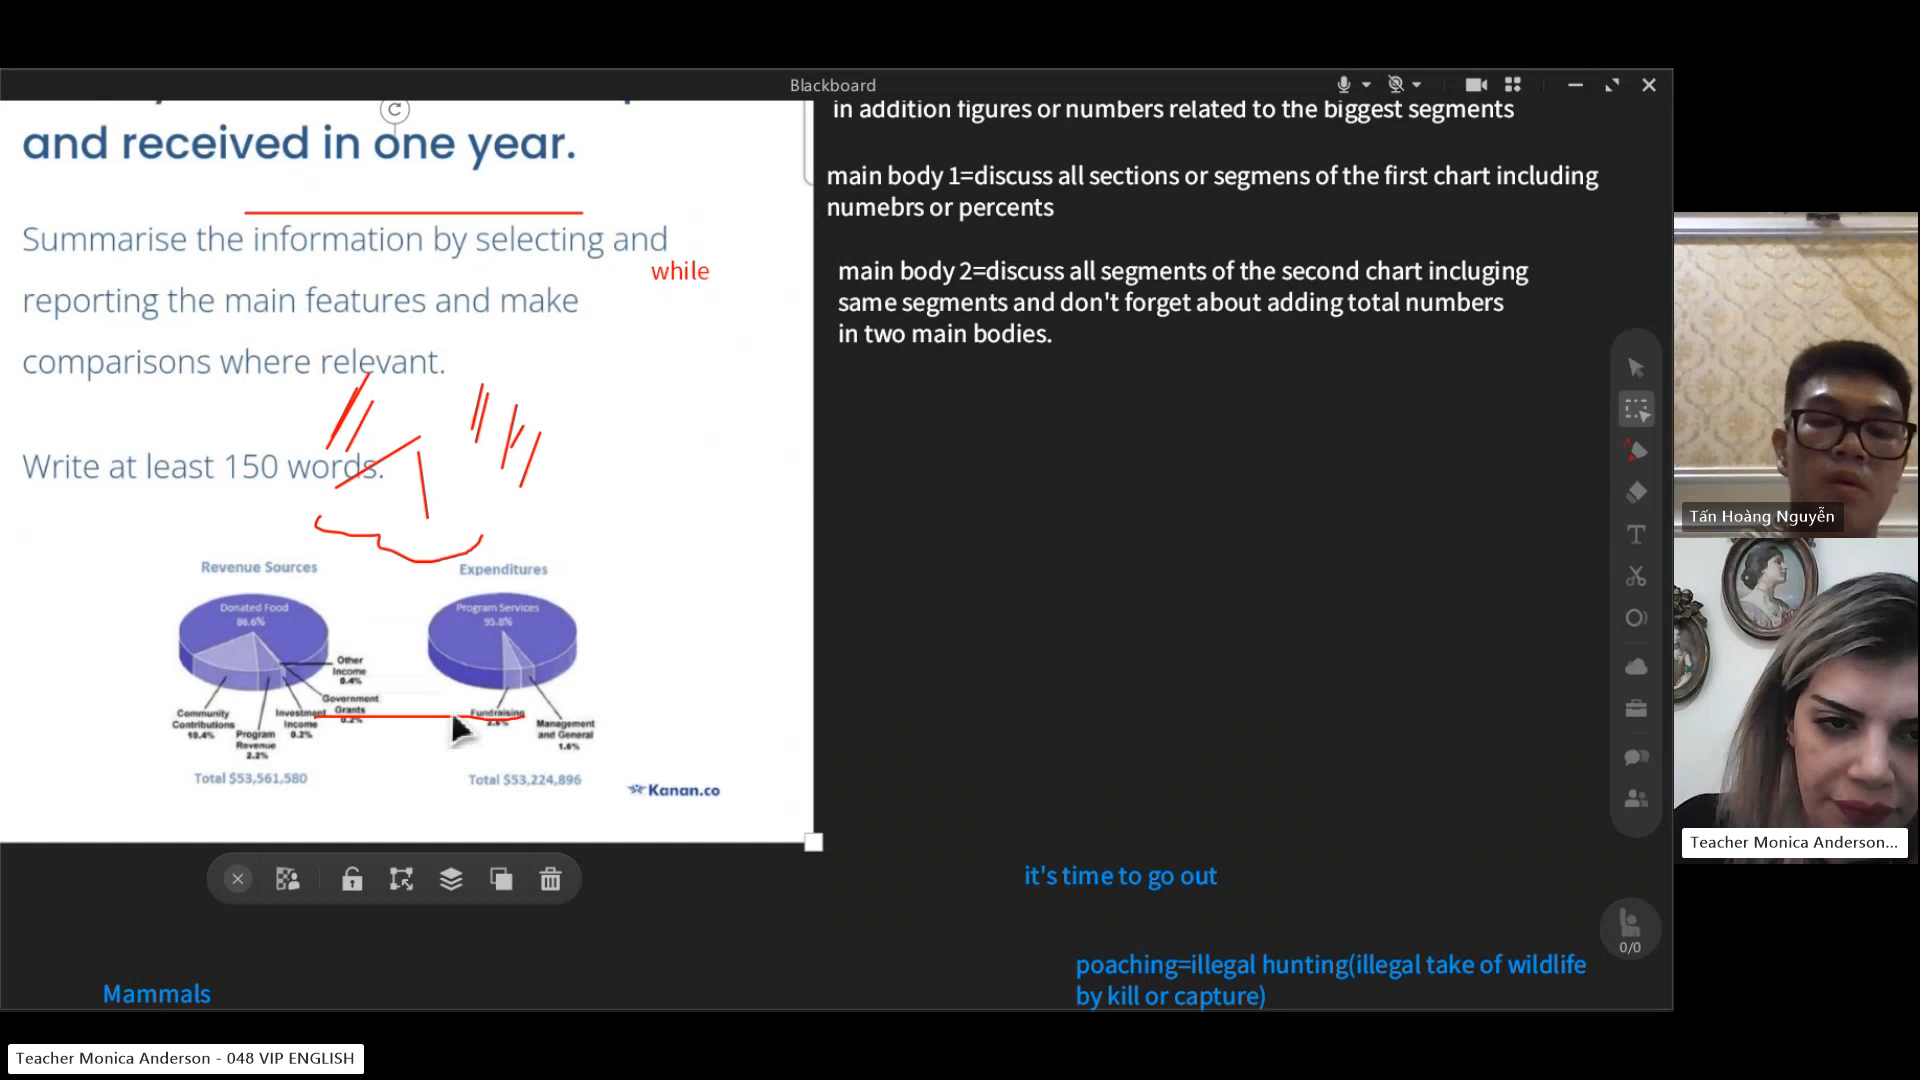 Blackboard
and received in one year.
Summarise the information by selecting and
while
reporting the main features and make
comparisons where relevant.
Write at least 150 words.
Revenue Sources
Donated Food
86.6%
Other
Income
0.4%
Government
Grants
0.2%
Investment
Income
0.2%
Community
Contributions
10.4%
Program
Revenue
2.2%
Total $53,561,580
Expenditures
Program Services
95.8%
Fundraising
2.6%
Management
and General
1.6%
Total $53,224,896
Kanan.co
in addition figures or numbers related to the biggest segments
main body 1=discuss all sections or segmens of the first chart including
numebrs or percents
main body 2=discuss all segments of the second chart incluging
same segments and don't forget about adding total numbers
in two main bodies.
it's time to go out
poaching=illegal hunting(illegal take of wildlife
by kill or capture)
Mammals
0/0
Tấn Hoàng Nguyễn
Teacher Monica Anderson...
Teacher Monica Anderson - 048 VIP ENGLISH